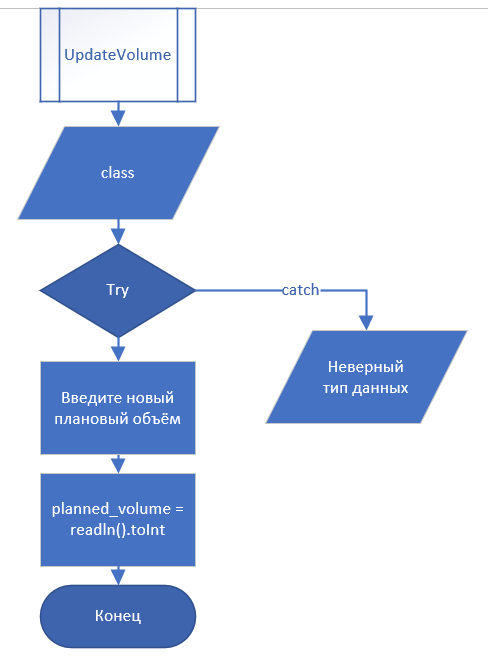 UpdateVolume
class
Try
catch
Неверный
тип данных
Введите новый
плановый объём
planned_volume =
readln().toInt
Конец